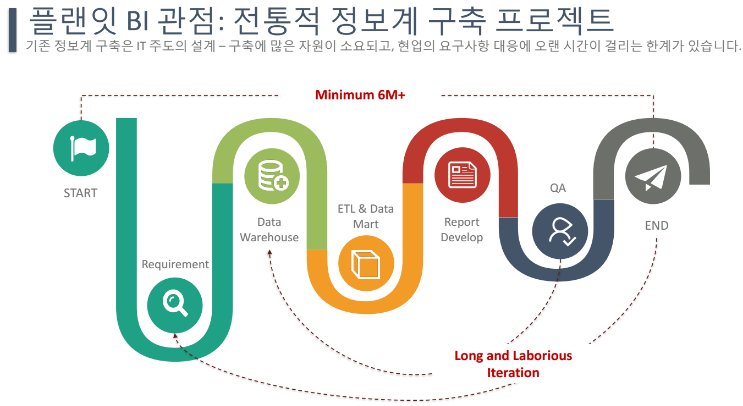 플랜잇 BI 관점: 전통적 정보계 구축 프로젝트
기존 정보계 구축은 IT 주도의 설계 – 구축에 많은 자원이 소요되고, 현업의 요구사항 대응에 오랜 시간이 걸리는 한계가 있습니다.
Minimum 6M+
START
Requirement
Data
Warehouse
ETL & Data
Mart
Report
Develop
QA
END
Long and Laborious
Iteration